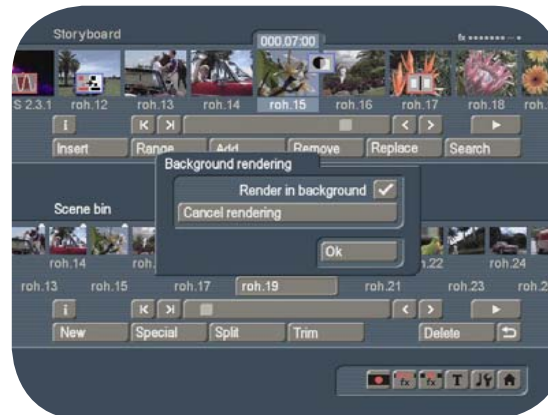 Storyboard
000.07:00
fx
S 2.3.1 roh.12 roh.13 roh.14 roh.15 roh.16 roh.17 roh.18 roh.
i
Insert Range Add Remove Replace Search
Background rendering
Render in background
Cancel rendering
Ok
Scene bin
roh.14 roh. .22 roh.24
roh.13 roh.15 roh.17 roh.19 roh.21 roh.23 roh.2
i
New Special Split Trim Delete
fx fx T